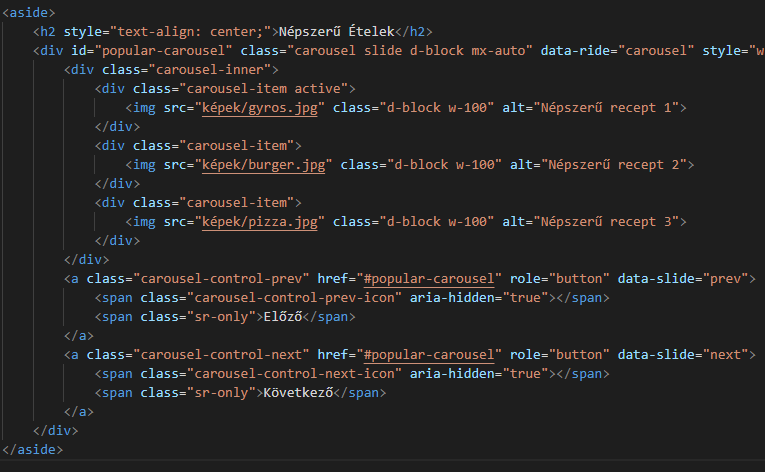 <aside>
<h2 style="text-align: center;">Népszerű Ételek</h2>
<div id="popular-carousel" class="carousel slide d-block mx-auto" data-ride="carousel" style="w
<div class="carousel-inner">
<div class="carousel-item active">
<img src="képek/gyros.jpg" class="d-block w-100" alt="Népszerű recept 1">
</div>
<div class="carousel-item">
<img src="képek/burger.jpg" class="d-block w-100" alt="Népszerű recept 2">
</div>
<div class="carousel-item">
<img src="képek/pizza.jpg" class="d-block w-100" alt="Népszerű recept 3">
</div>
</div>
<a class="carousel-control-prev" href="#popular-carousel" role="button" data-slide="prev">
<span class="carousel-control-prev-icon" aria-hidden="true"></span>
<span class="sr-only">Előző</span>
</a>
<a class="carousel-control-next" href="#popular-carousel" role="button" data-slide="next">
<span class="carousel-control-next-icon" aria-hidden="true"></span>
<span class="sr-only">Következő</span>
</a>
</div>
</aside>